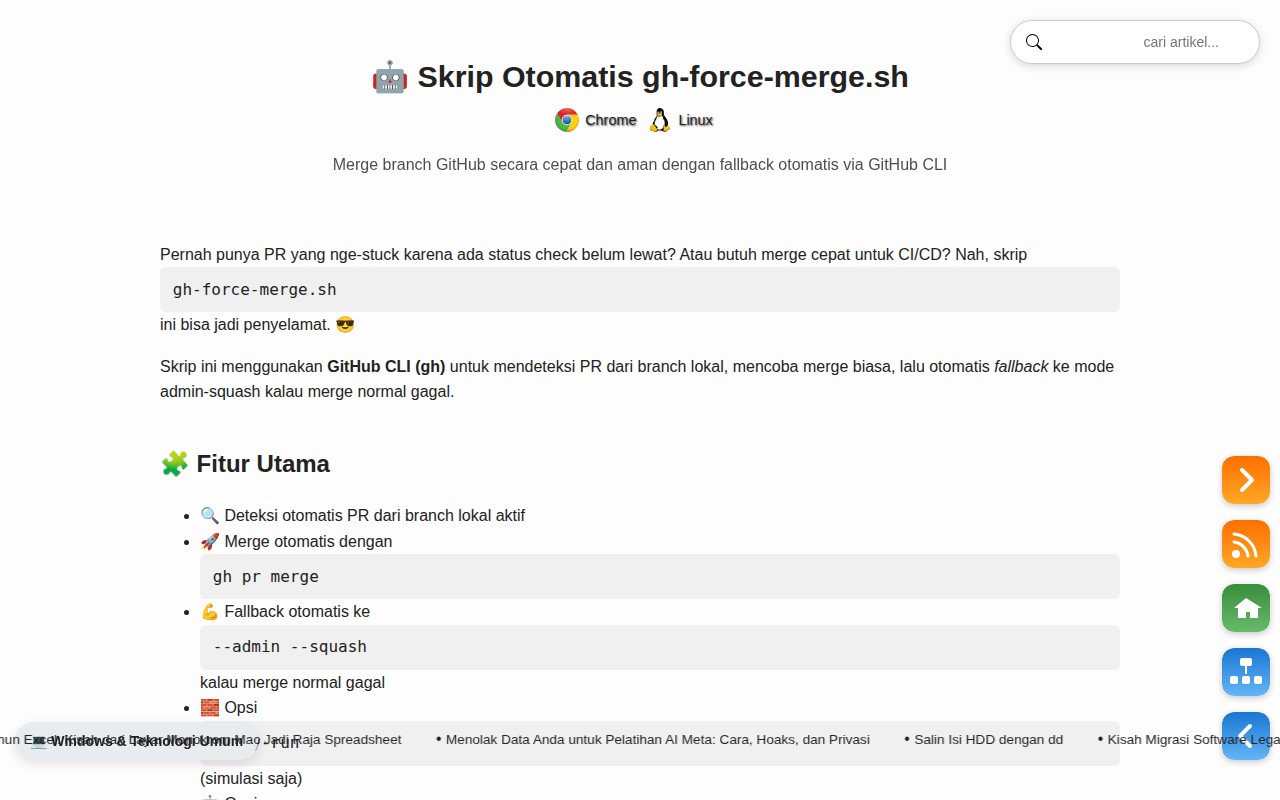 cari artikel...
🤖 Skrip Otomatis gh-force-merge.sh
Chrome Linux
Merge branch GitHub secara cepat dan aman dengan fallback otomatis via GitHub CLI
Pernah punya PR yang nge-stuck karena ada status check belum lewat? Atau butuh merge cepat untuk CI/CD? Nah, skrip
gh-force-merge.sh
ini bisa jadi penyelamat. 😎
Skrip ini menggunakan GitHub CLI (gh) untuk mendeteksi PR dari branch lokal, mencoba merge biasa, lalu otomatis fallback ke mode
admin-squash kalau merge normal gagal.
🧩 Fitur Utama
• 🔍 Deteksi otomatis PR dari branch lokal aktif
• 🚀 Merge otomatis dengan
gh pr merge
• 💪 Fallback otomatis ke
--admin --squash
kalau merge normal gagal
• 🧱 Opsi
run
💻 Windows & Teknologi Umum
Jadi Raja Spreadsheet • Menolak Data Anda untuk Pelatihan AI Meta: Cara, Hoaks, dan Privasi • Salin Isi HDD dengan dd • Kisah Migrasi Software
(simulasi saja)